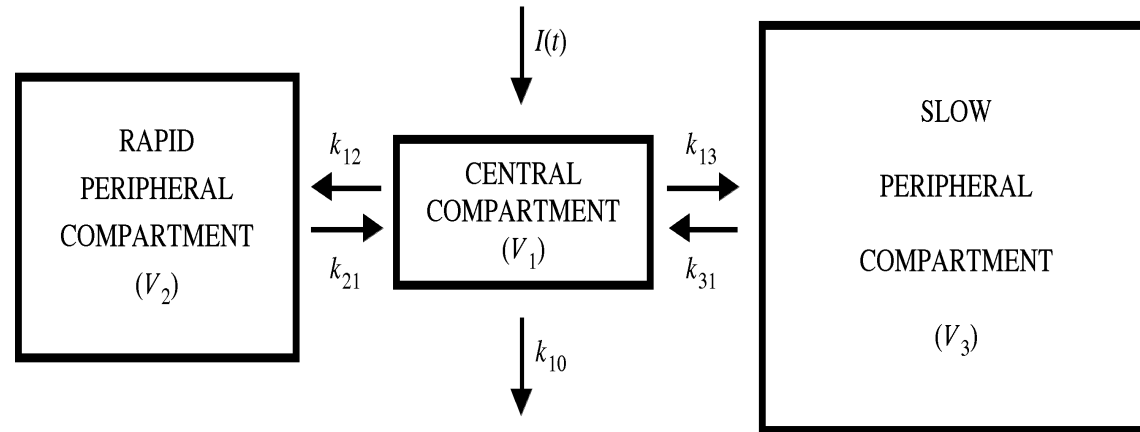 I(t)
RAPID
PERIPHERAL
COMPARTMENT
(V₂)
k₁₂
k₂₁
CENTRAL
COMPARTMENT
(V₁)
k₁₃
k₃₁
k₁₀
SLOW
PERIPHERAL
COMPARTMENT
(V₃)